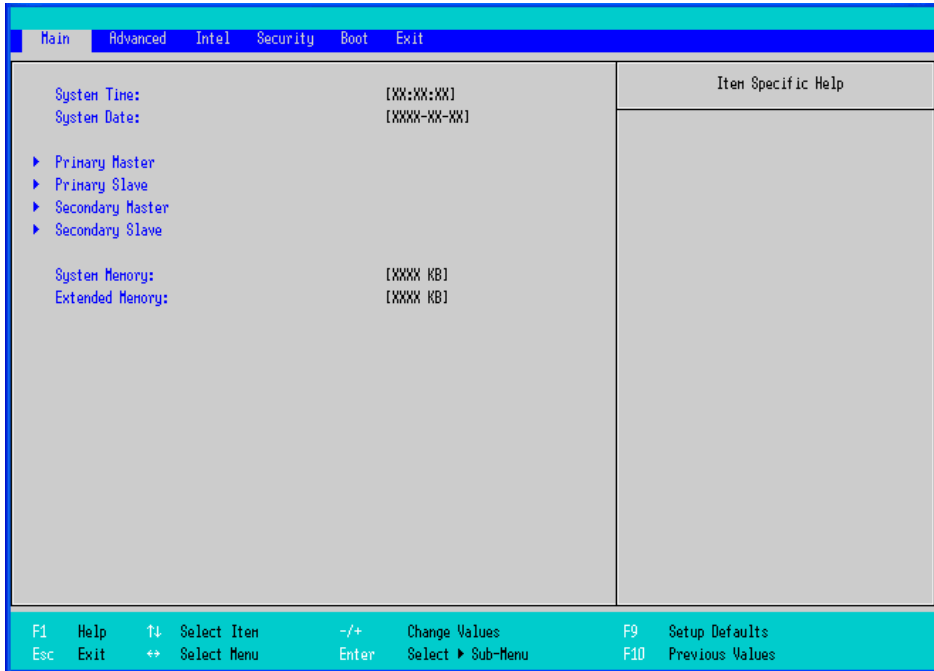 Main Advanced Intel Security Boot Exit
Item Specific Help
System Time: [XX:XX:XX]
System Date: [XXXX-XX-XX]
Primary Master
Primary Slave
Secondary Master
Secondary Slave
System Memory: [XXXX KB]
Extended Memory: [XXXX KB]
F1 Help ↑↓ Select Item -/+ Change Values F9 Setup Defaults
Esc Exit ↔ Select Menu Enter Select ▶ Sub-Menu F10 Previous Values